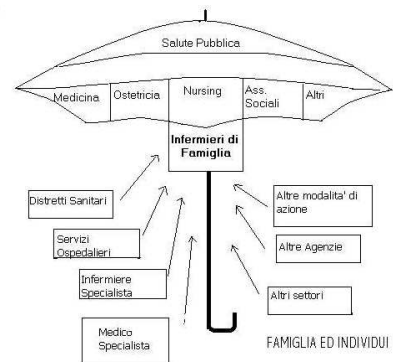 Salute Pubblica
Medicina
Ostetricia
Nursing
Ass.
Sociali
Altri
Infermieri di
Famiglia
Distretti Sanitari
Servizi
Ospedalieri
Infermiere
Specialista
Medico
Specialista
Altre modalita' di
azione
Altre Agenzie
Altri settori
FAMIGLIA ED INDIVIDUI